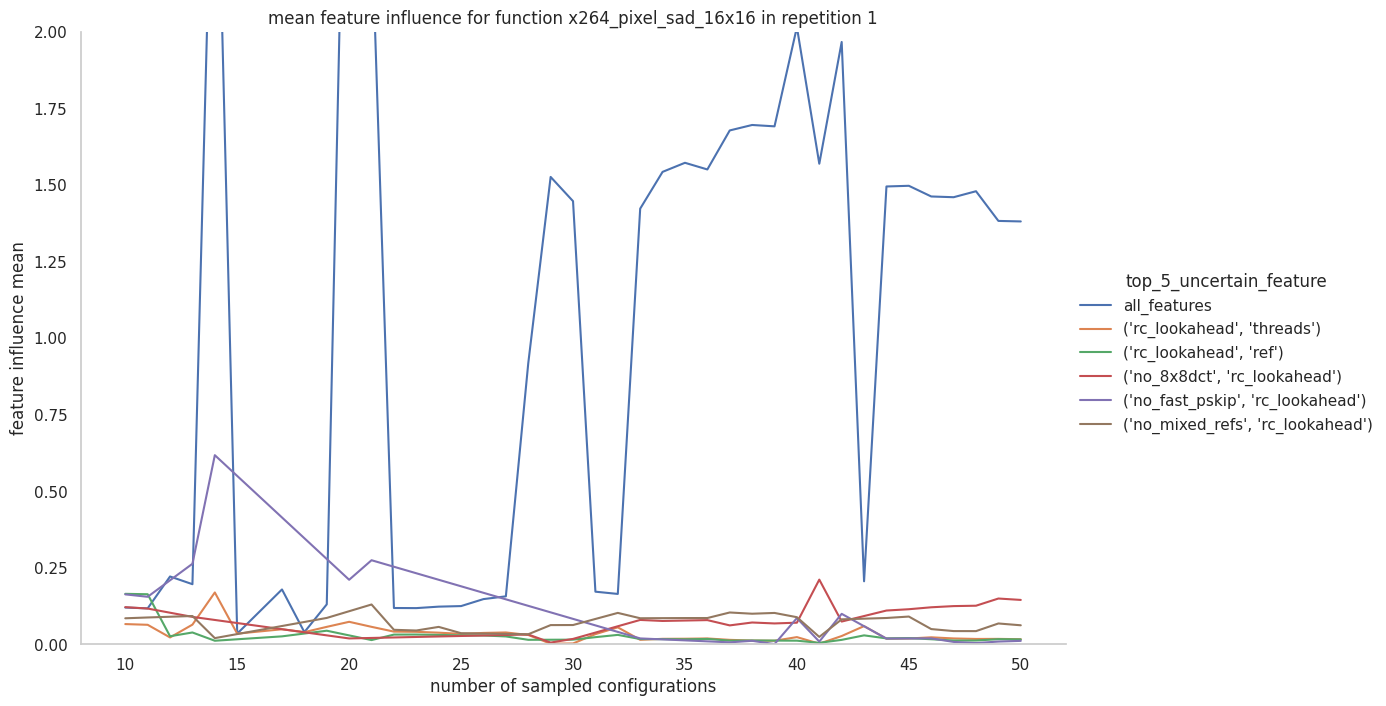 mean feature influence for function x264_pixel_sad_16x16 in repetition 1
2.00
1.75
1.50
1.25
1.00
0.75
0.50
0.25
0.00
feature influence mean
10 15 20 25 30 35 40 45 50
number of sampled configurations
top_5_uncertain_feature
all_features
('rc_lookahead', 'threads')
('rc_lookahead', 'ref')
('no_8x8dct', 'rc_lookahead')
('no_fast_pskip', 'rc_lookahead')
('no_mixed_refs', 'rc_lookahead')